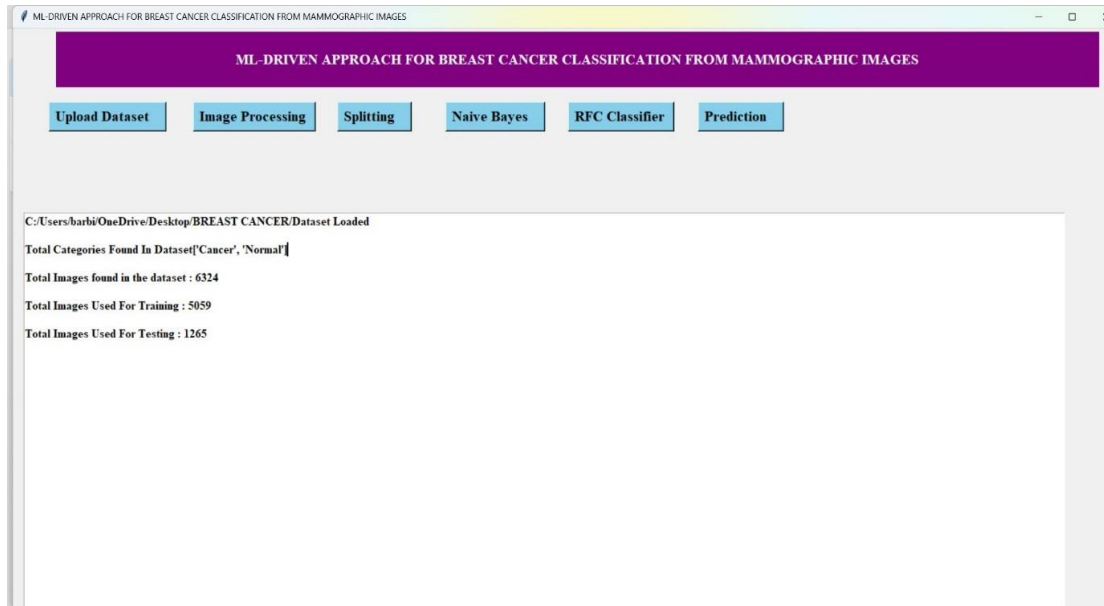 ML-DRIVEN APPROACH FOR BREAST CANCER CLASSIFICATION FROM MAMMOGRAPHIC IMAGES
ML-DRIVEN APPROACH FOR BREAST CANCER CLASSIFICATION FROM MAMMOGRAPHIC IMAGES
Upload Dataset Image Processing Splitting Naive Bayes RFC Classifier Prediction
C:/Users/barbi/OneDrive/Desktop/BREAST CANCER/Dataset Loaded
Total Categories Found In Dataset['Cancer', 'Normal']
Total Images found in the dataset : 6324
Total Images Used For Training : 5059
Total Images Used For Testing : 1265